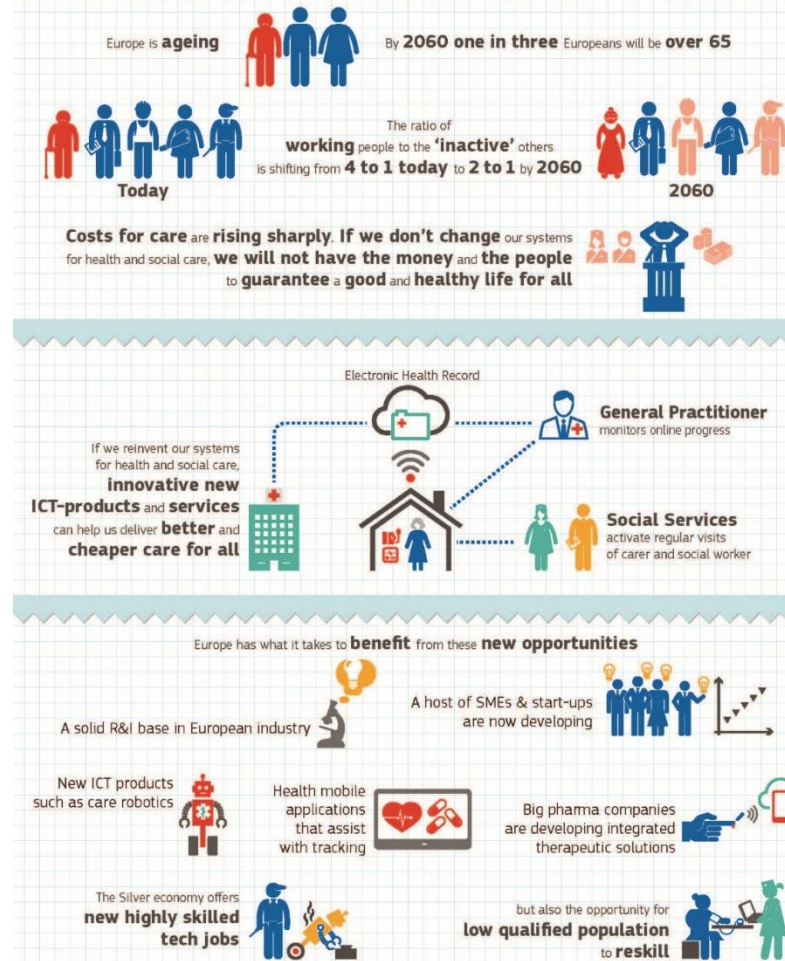 Europe is ageing
By 2060 one in three Europeans will be over 65
The ratio of
working people to the ‘inactive’ others
is shifting from 4 to 1 today to 2 to 1 by 2060
Today
2060
Costs for care are rising sharply. If we don’t change our systems
for health and social care, we will not have the money and the people
to guarantee a good and healthy life for all
Electronic Health Record
General Practitioner
monitors online progress
If we reinvent our systems
for health and social care,
innovative new
ICT-products and services
can help us deliver better and
cheaper care for all
Social Services
activate regular visits
of carer and social worker
Europe has what it takes to benefit from these new opportunities
A solid R&I base in European industry
A host of SMEs & start-ups
are now developing
New ICT products
such as care robotics
Health mobile
applications
that assist
with tracking
Big pharma companies
are developing integrated
therapeutic solutions
The Silver economy offers
new highly skilled
tech jobs
but also the opportunity for
low qualified population
to reskill